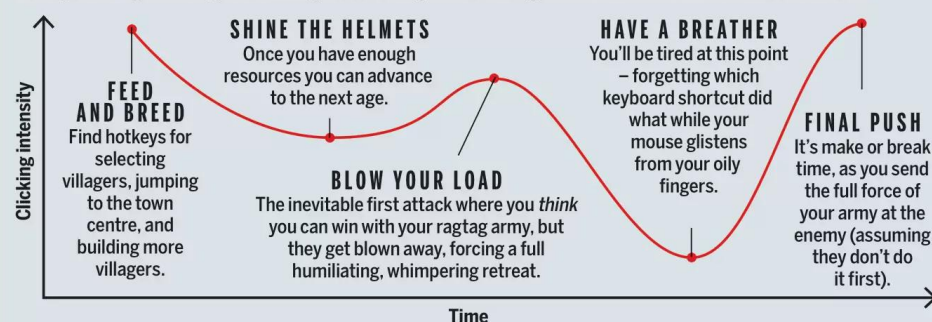 SHINE THE HELMETS
Once you have enough
resources you can advance
to the next age.
HAVE A BREATHER
You'll be tired at this point
– forgetting which
keyboard shortcut did
what while your
mouse glistens
from your oily
fingers.
FEED
AND BREED
Find hotkeys for
selecting
villagers, jumping
to the town
centre, and
building more
villagers.
BLOW YOUR LOAD
The inevitable first attack where you think
you can win with your ragtag army, but
they get blown away, forcing a full
humiliating, whimpering retreat.
FINAL PUSH
It's make or break
time, as you send
the full force of
your army at the
enemy (assuming
they don't do
it first).
Clicking intensity
Time